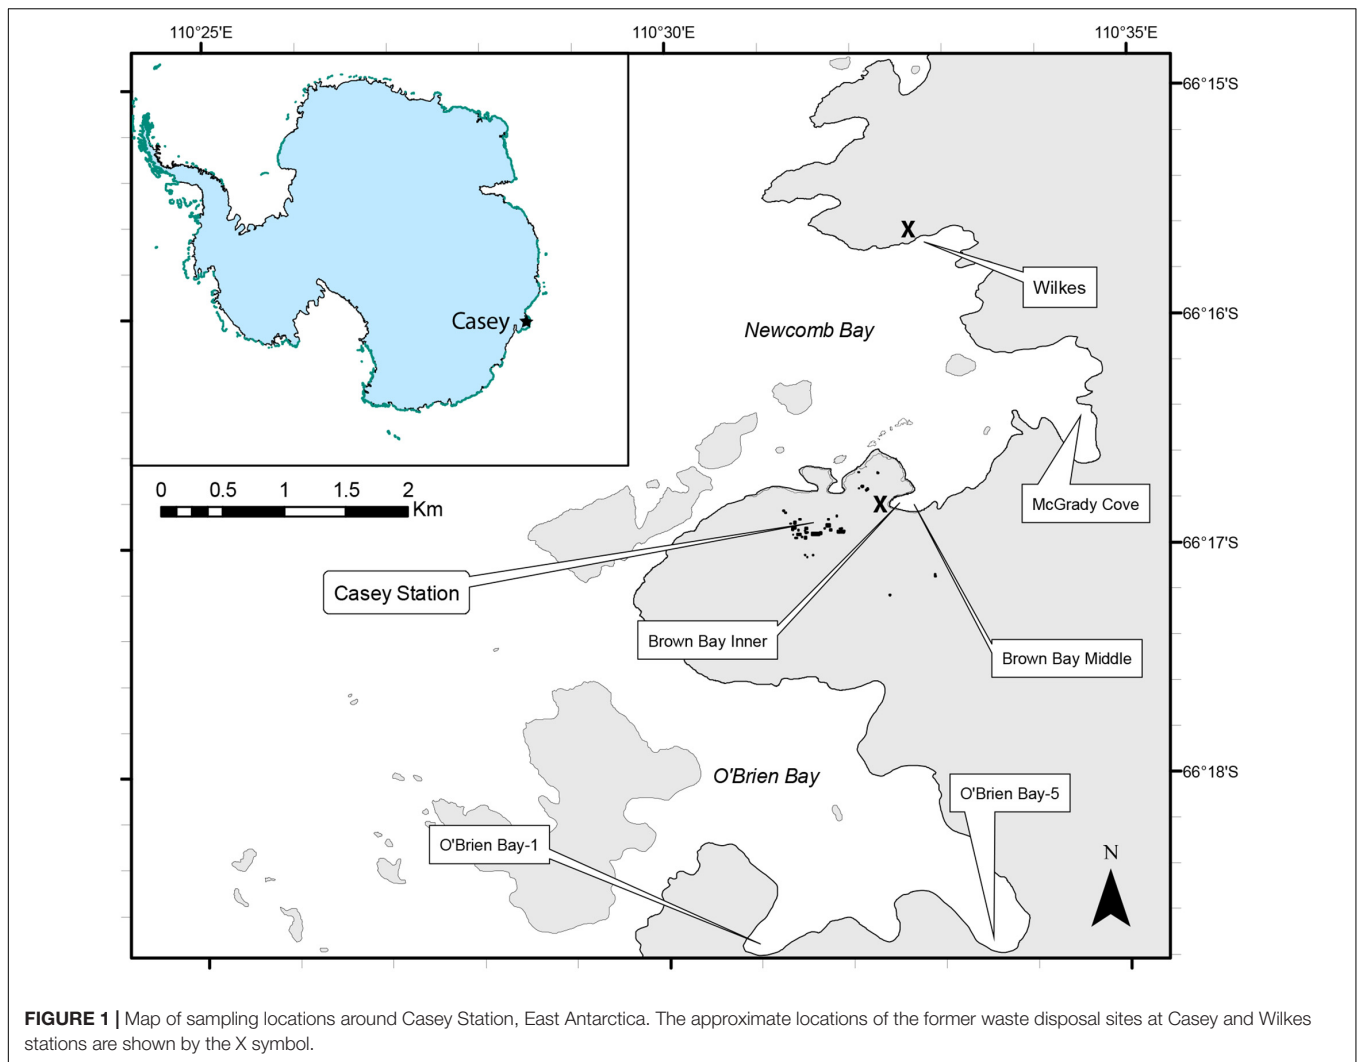 110°25'E 110°30'E 110°35'E
66°15'S
X
Wilkes
66°16'S
Casey
Newcomb Bay
0 0.5 1 1.5 2 Km
McGrady Cove
X
66°17'S
Casey Station
Brown Bay Inner
Brown Bay Middle
66°18'S
O'Brien Bay
O'Brien Bay-5
O'Brien Bay-1
N
FIGURE 1 | Map of sampling locations around Casey Station, East Antarctica. The approximate locations of the former waste disposal sites at Casey and Wilkes
stations are shown by the X symbol.